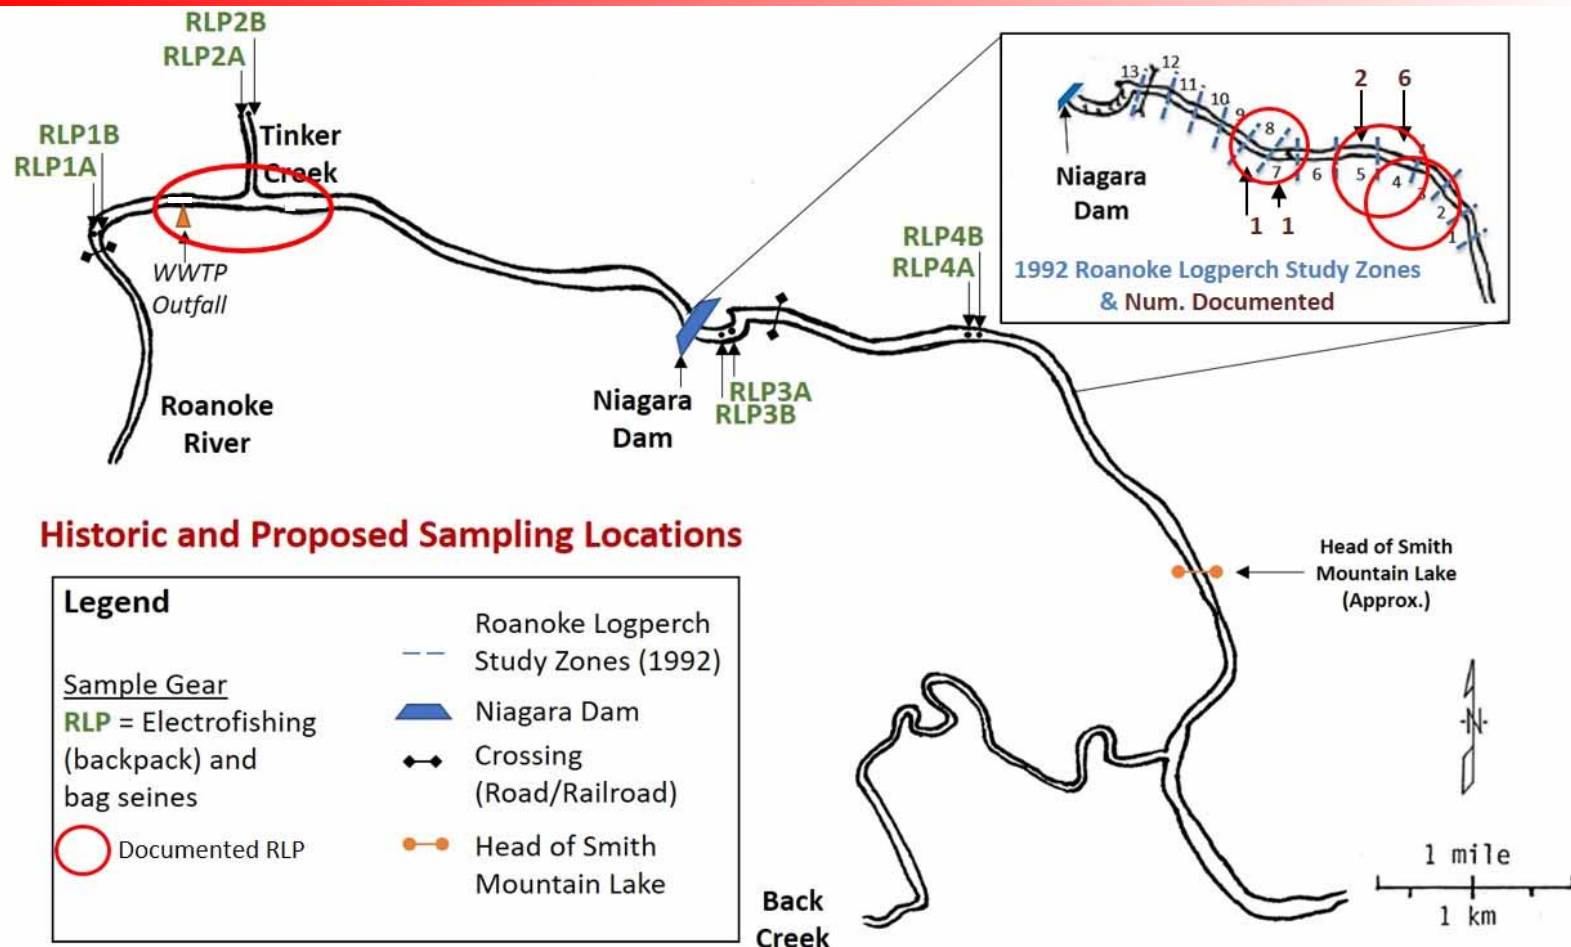 RLP2B
RLP2A
RLP1B
RLP1A
Tinker
Creek
WWTP
Outfall
Roanoke
River
Niagara
Dam
RLP3A
RLP3B
RLP4B
RLP4A
13
12
11
10
9
8
7
6
5
4
3
2
1
2
6
1
1
Niagara
Dam
1992 Roanoke Logperch Study Zones
& Num. Documented
Head of Smith
Mountain Lake
(Approx.)
Historic and Proposed Sampling Locations
Legend
Sample Gear
RLP = Electrofishing
(backpack) and
bag seines
Documented RLP
Roanoke Logperch
Study Zones (1992)
Niagara Dam
Crossing
(Road/Railroad)
Head of Smith
Mountain Lake
Back
Creek
N
1 mile
1 km